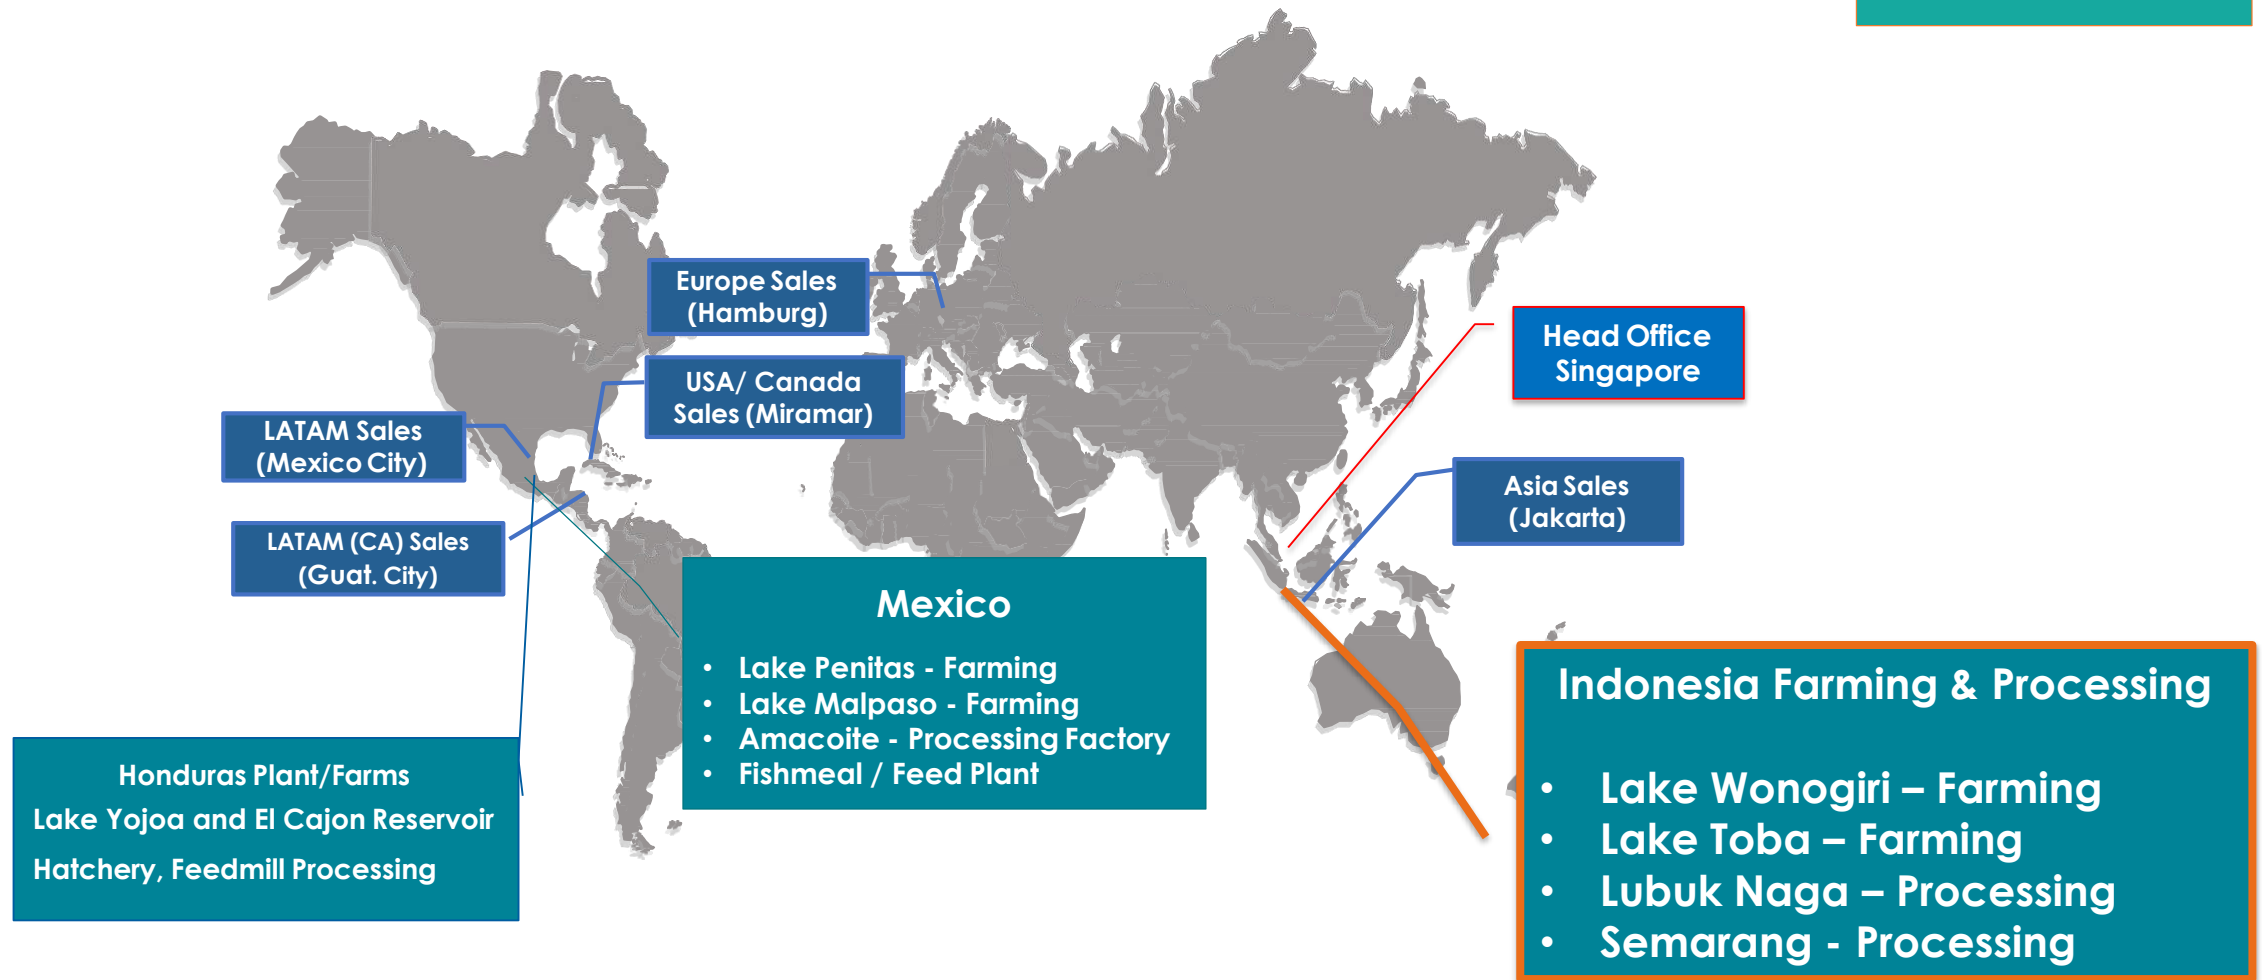 Europe Sales
(Hamburg)
USA/ Canada
Sales (Miramar)
LATAM Sales
(Mexico City)
LATAM (CA) Sales
(Guat. City)
Head Office
Singapore
Asia Sales
(Jakarta)
Mexico
• Lake Penitas - Farming
• Lake Malpaso - Farming
• Amacoite - Processing Factory
• Fishmeal / Feed Plant
Honduras Plant/Farms
Lake Yojoa and El Cajon Reservoir
Hatchery, Feedmill Processing
Indonesia Farming & Processing
• Lake Wonogiri – Farming
• Lake Toba – Farming
• Lubuk Naga – Processing
• Semarang - Processing